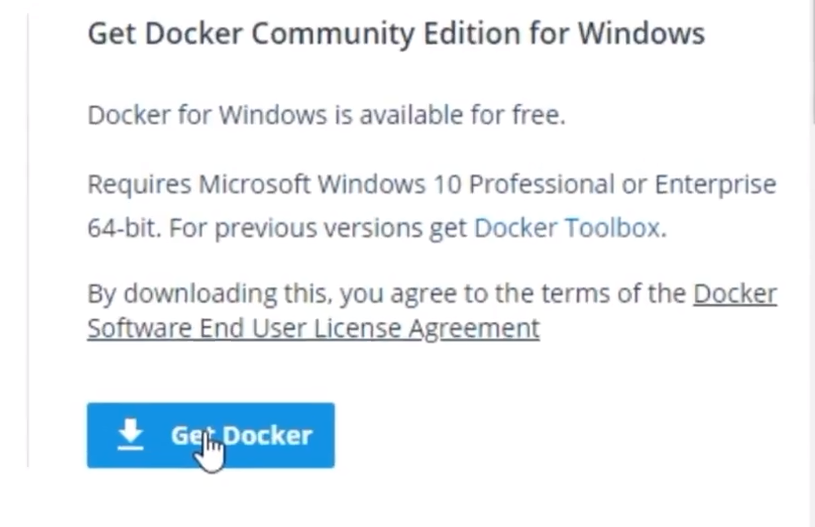 Get Docker Community Edition for Windows
Docker for Windows is available for free.
Requires Microsoft Windows 10 Professional or Enterprise
64-bit. For previous versions get Docker Toolbox.
By downloading this, you agree to the terms of the Docker
Software End User License Agreement
Get Docker